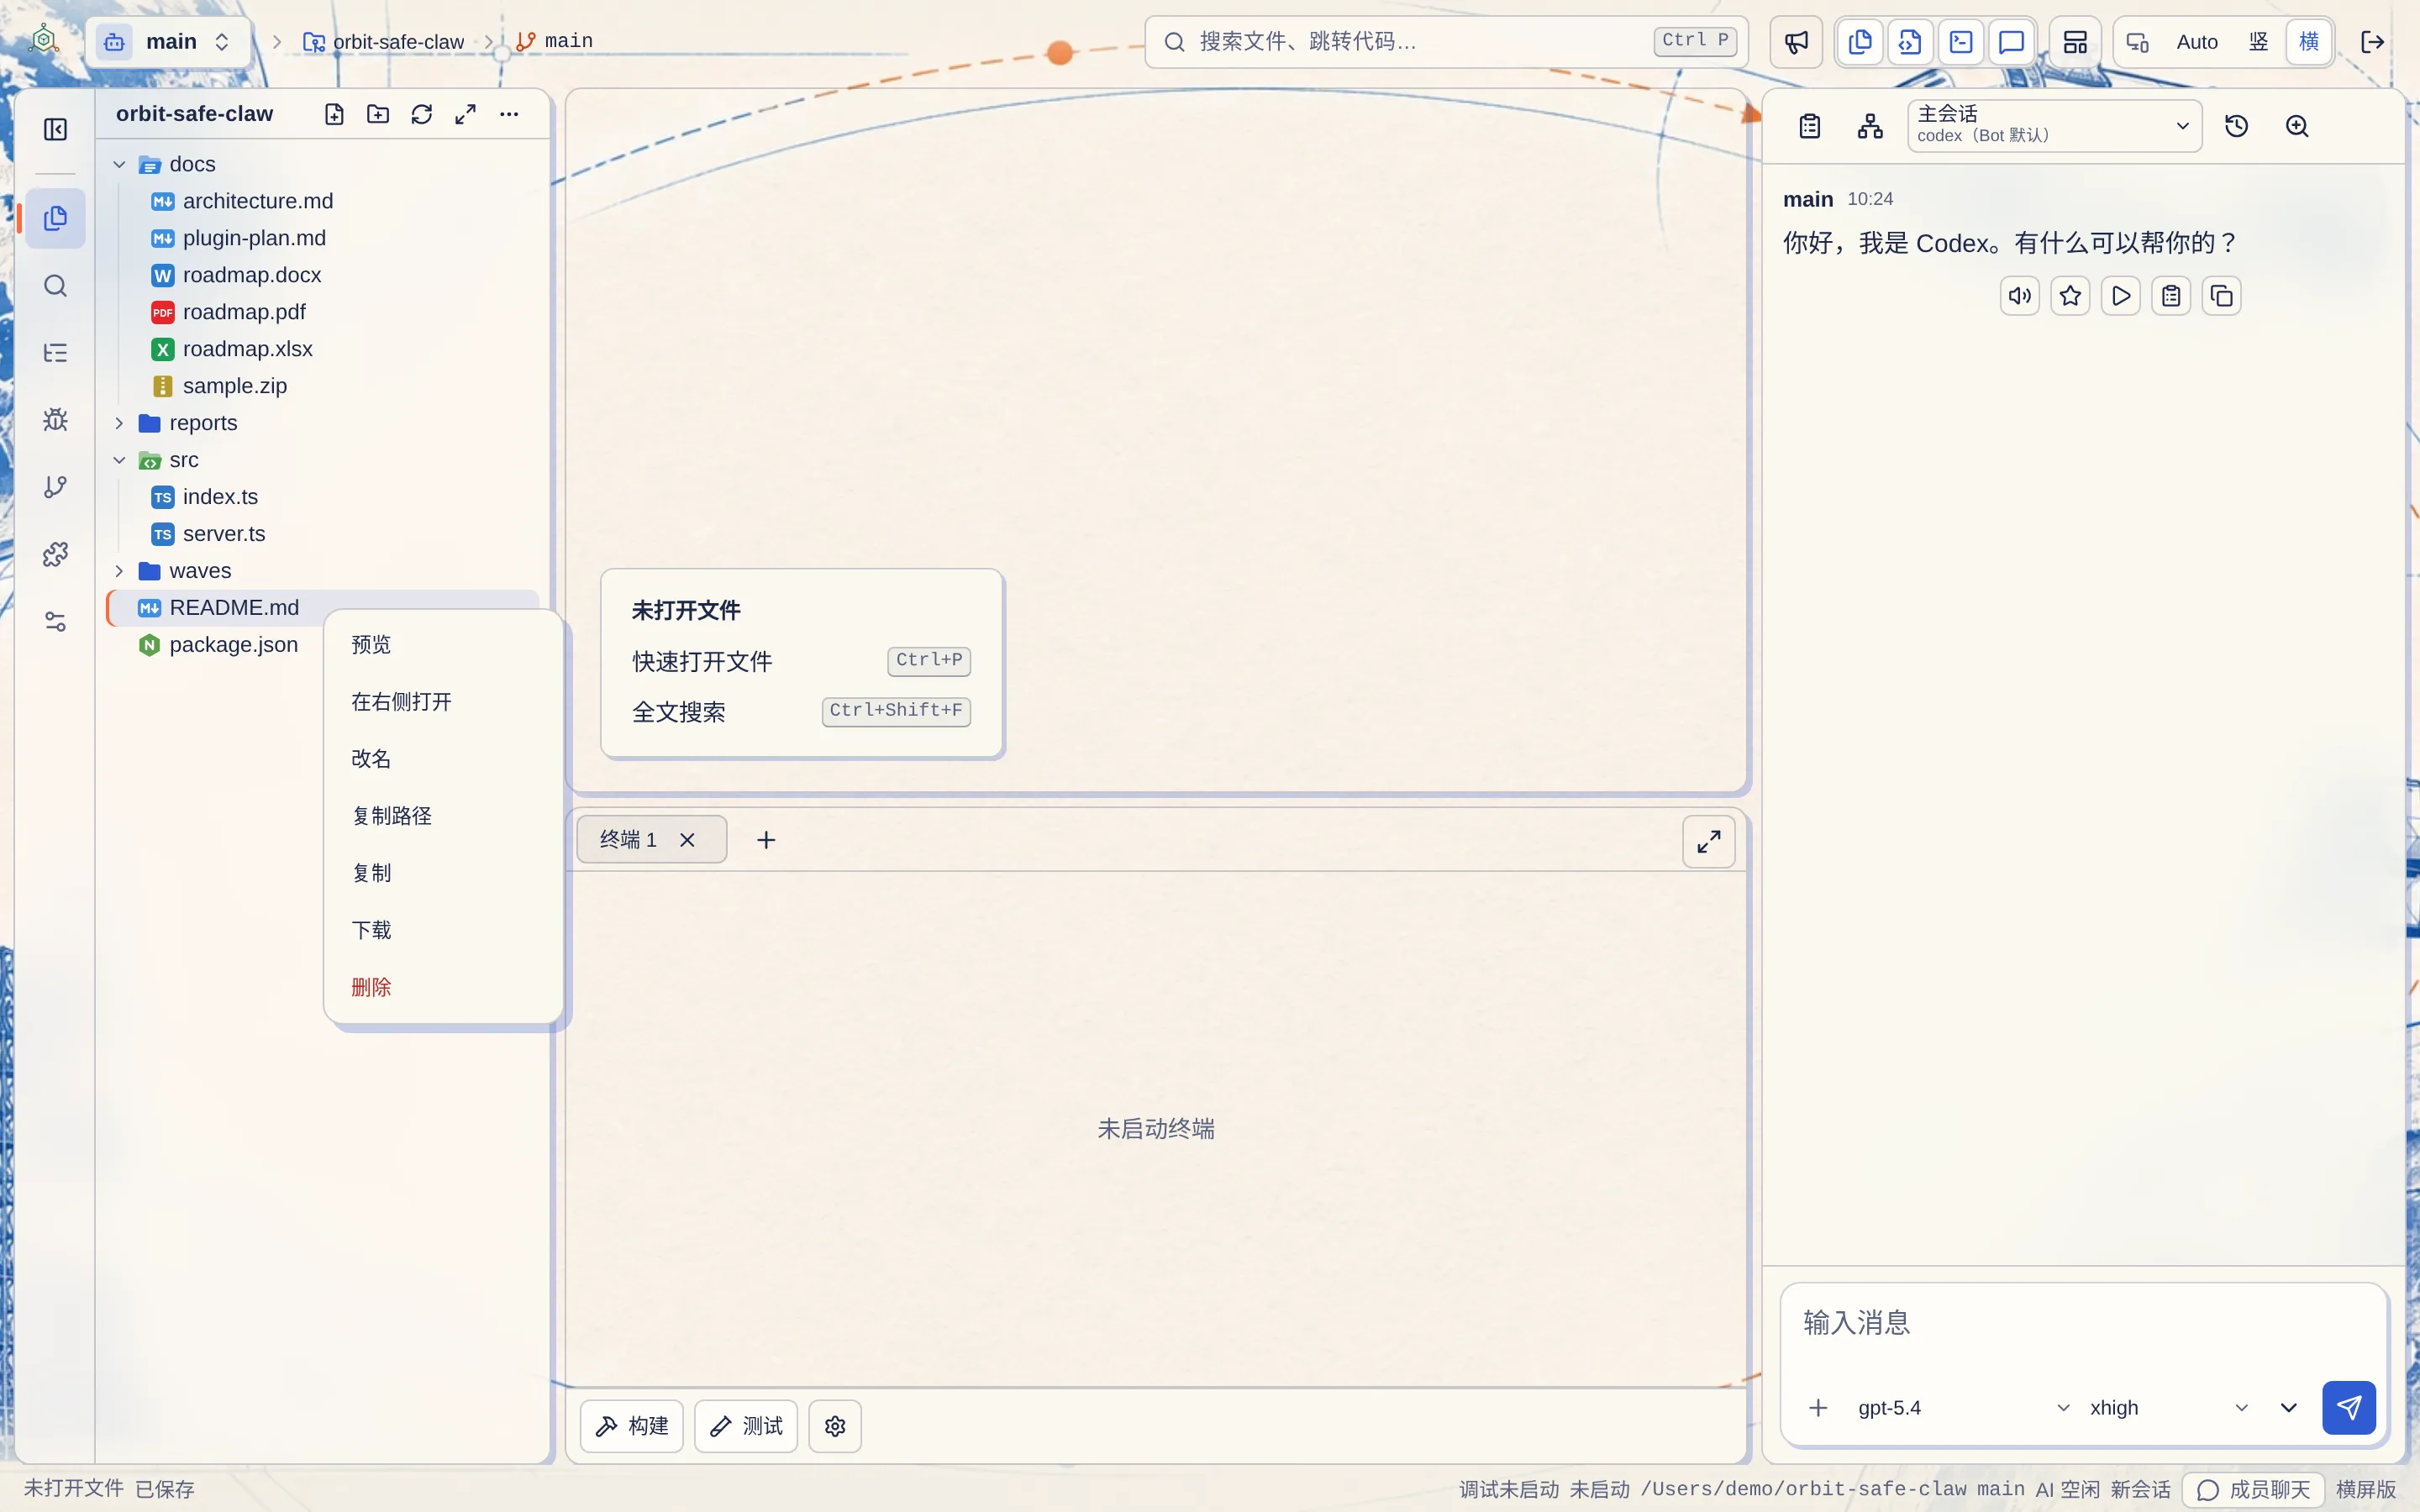 main
orbit-safe-claw
main
搜索文件、跳转代码...
Ctrl P
Auto
竖
横
orbit-safe-claw
docs
architecture.md
plugin-plan.md
roadmap.docx
roadmap.pdf
roadmap.xlsx
sample.zip
reports
src
index.ts
server.ts
waves
README.md
package.json
预览
在右侧打开
改名
复制路径
复制
下载
删除
未打开文件
快速打开文件 Ctrl+P
全文搜索 Ctrl+Shift+F
终端 1
未启动终端
构建
测试
主会话
codex（Bot 默认）
main 10:24
你好，我是 Codex。有什么可以帮你的？
输入消息
gpt-5.4
xhigh
未打开文件 已保存
调试未启动 未启动 /Users/demo/orbit-safe-claw main AI 空闲 新会话 成员聊天 横屏版